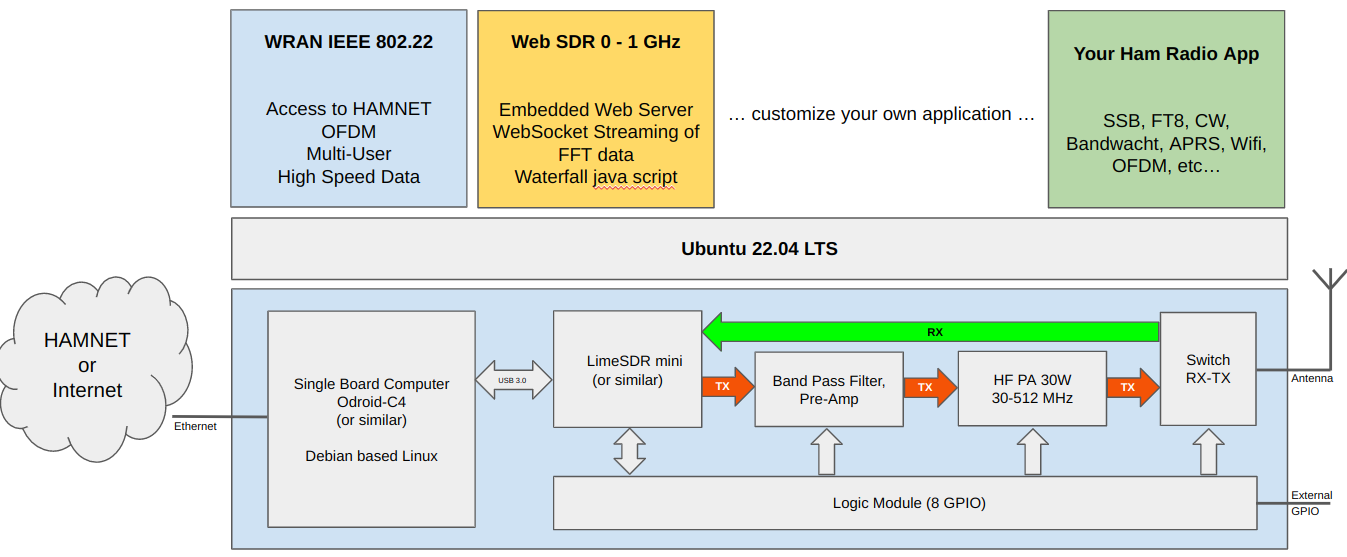 WRAN IEEE 802.22
Access to HAMNET
OFDM
Multi-User
High Speed Data
Web SDR 0 - 1 GHz
Embedded Web Server
WebSocket Streaming of
FFT data
Waterfall java script
… customize your own application …
Your Ham Radio App
SSB, FT8, CW,
Bandwacht, APRS, Wifi,
OFDM, etc…
Ubuntu 22.04 LTS
HAMNET
or
Internet
Ethernet
Single Board Computer
Odroid-C4
(or similar)
Debian based Linux
USB 3.0
LimeSDR mini
(or similar)
RX
TX
Band Pass Filter,
Pre-Amp
TX
HF PA 30W
30-512 MHz
TX
Switch
RX-TX
Antenna
Logic Module (8 GPIO)
External
GPIO